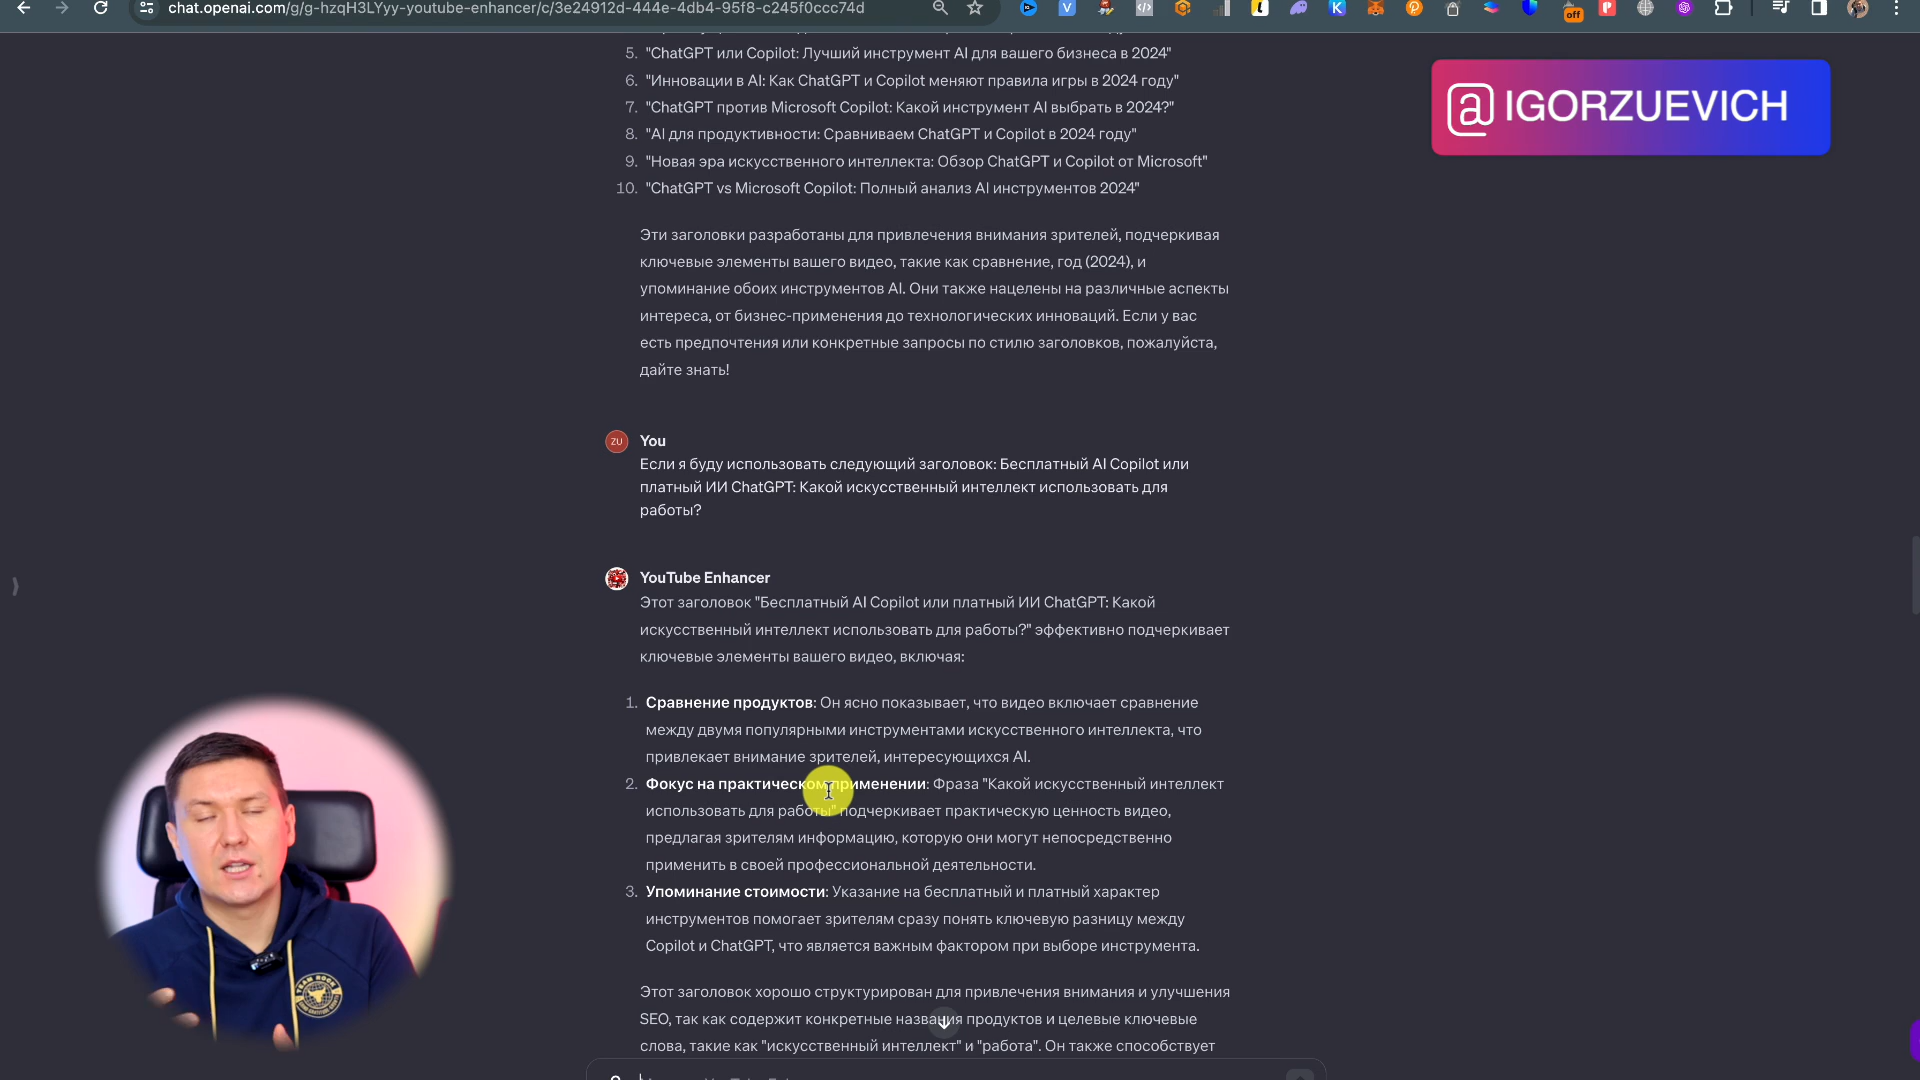 chat.openai.com/g/g-hzqH3LYyy-youtube-enhancer/c/3e24912d-444e-4db4-95f8-c245f0ccc74d
off
5. "ChatGPT или Copilot: Лучший инструмент AI для вашего бизнеса в 2024"
6. "Инновации в AI: Как ChatGPT и Copilot меняют правила игры в 2024 году"
7. "ChatGPT против Microsoft Copilot: Какой инструмент AI выбрать в 2024?"
8. "AI для продуктивности: Сравниваем ChatGPT и Copilot в 2024 году"
9. "Новая эра искусственного интеллекта: Обзор ChatGPT и Copilot от Microsoft"
10. "ChatGPT vs Microsoft Copilot: Полный анализ AI инструментов 2024"
@IGORZUEVICH
Эти заголовки разработаны для привлечения внимания зрителей, подчеркивая
ключевые элементы вашего видео, такие как сравнение, год (2024), и
упоминание обоих инструментов AI. Они также нацелены на различные аспекты
интереса, от бизнес-применения до технологических инноваций. Если у вас
есть предпочтения или конкретные запросы по стилю заголовков, пожалуйста,
дайте знать!
ZU You
Если я буду использовать следующий заголовок: Бесплатный AI Copilot или
платный ИИ ChatGPT: Какой искусственный интеллект использовать для
работы?
YouTube Enhancer
Этот заголовок "Бесплатный AI Copilot или платный ИИ ChatGPT: Какой
искусственный интеллект использовать для работы?" эффективно подчеркивает
ключевые элементы вашего видео, включая:
1. Сравнение продуктов: Он ясно показывает, что видео включает сравнение
между двумя популярными инструментами искусственного интеллекта, что
привлекает внимание зрителей, интересующихся AI.
2. Фокус на практическом применении: Фраза "Какой искусственный интеллект
использовать для работы" подчеркивает практическую ценность видео,
предлагая зрителям информацию, которую они могут непосредственно
применить в своей профессиональной деятельности.
3. Упоминание стоимости: Указание на бесплатный и платный характер
инструментов помогает зрителям сразу понять ключевую разницу между
Copilot и ChatGPT, что является важным фактором при выборе инструмента.
Этот заголовок хорошо структурирован для привлечения внимания и улучшения
SEO, так как содержит конкретные названия продуктов и целевые ключевые
слова, такие как "искусственный интеллект" и "работа". Он также способствует